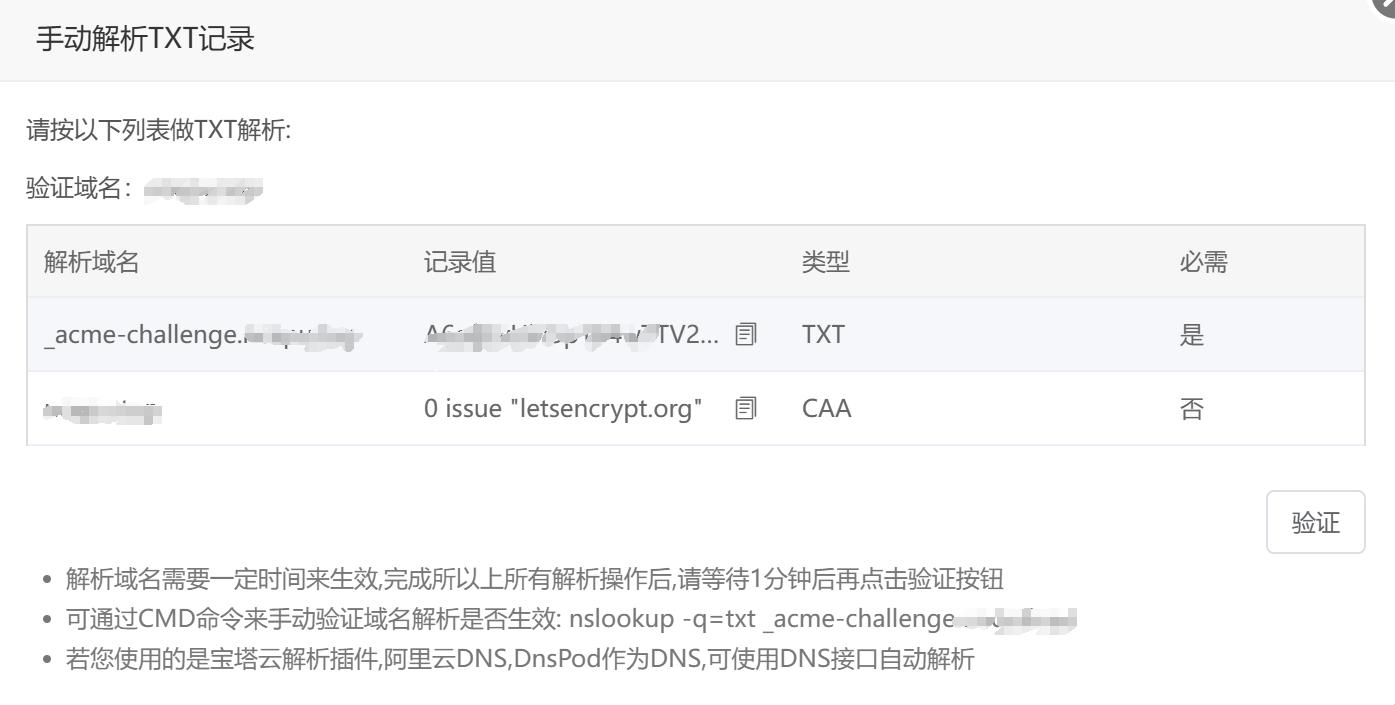 手动解析TXT记录
请按以下列表做TXT解析:
验证域名：
解析域名 记录值 类型 必需
_acme-challenge. TV2... TXT 是
0 issue "letsencrypt.org" CAA 否
验证
解析域名需要一定时间来生效,完成所以上所有解析操作后,请等待1分钟后再点击验证按钮
可通过CMD命令来手动验证域名解析是否生效: nslookup -q=txt _acme-challenge
若您使用的是宝塔云解析插件,阿里云DNS,DnsPod作为DNS,可使用DNS接口自动解析